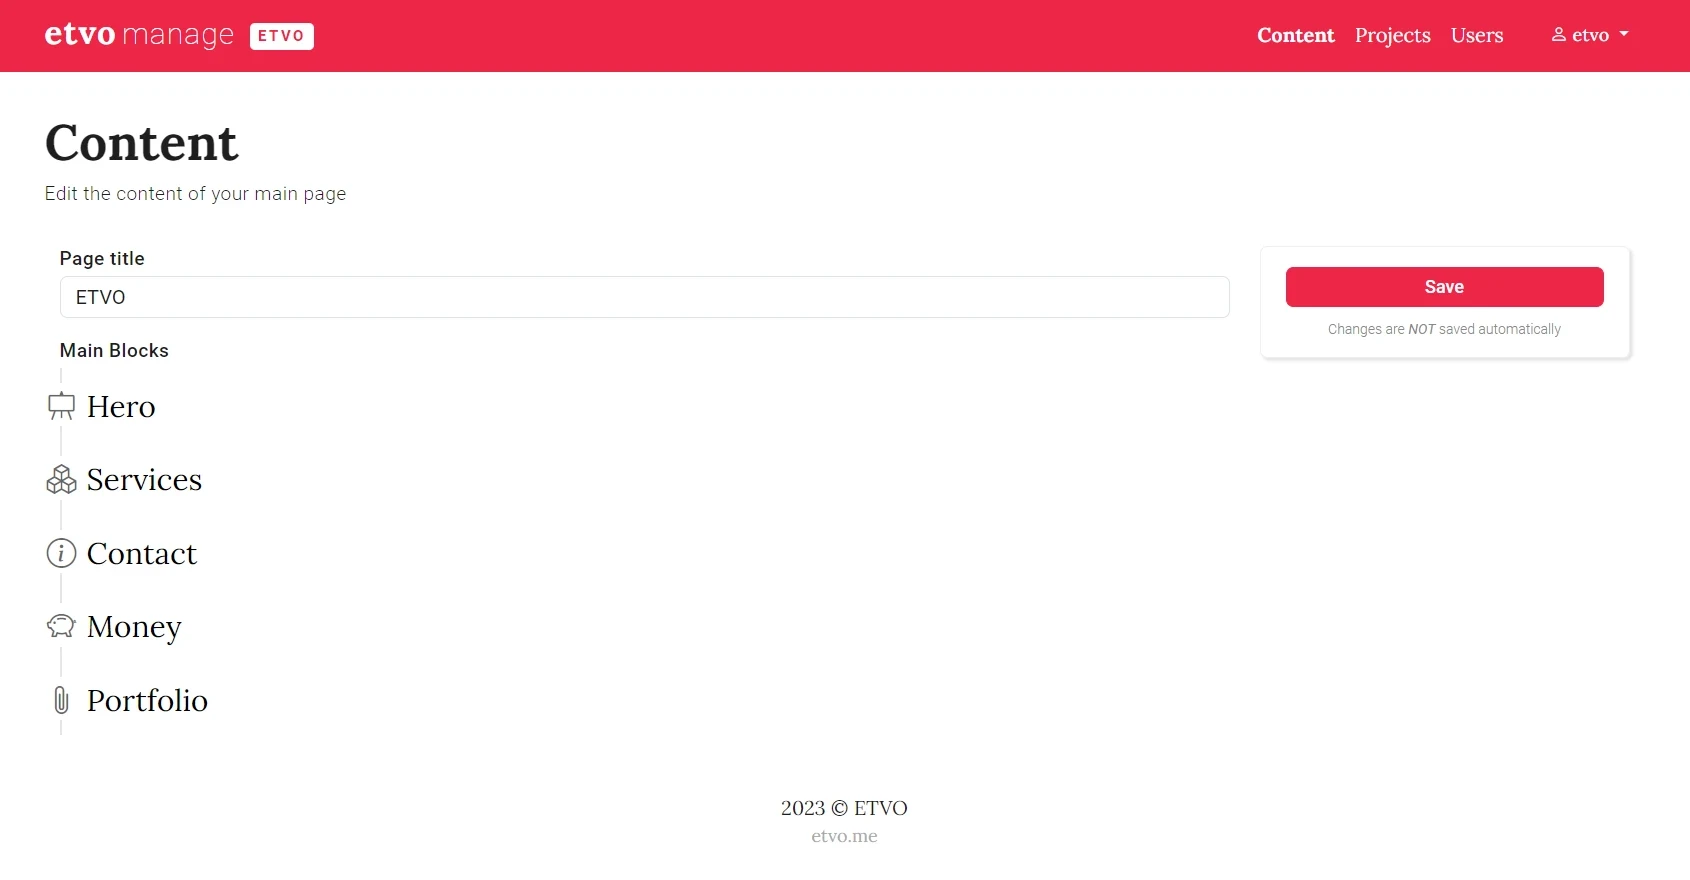 etvo manage ETVO
Content Projects Users etvo
Content
Edit the content of your main page
Page title
ETVO
Save
Changes are NOT saved automatically
Main Blocks
Hero
Services
Contact
Money
Portfolio
2023 © ETVO
etvo.me